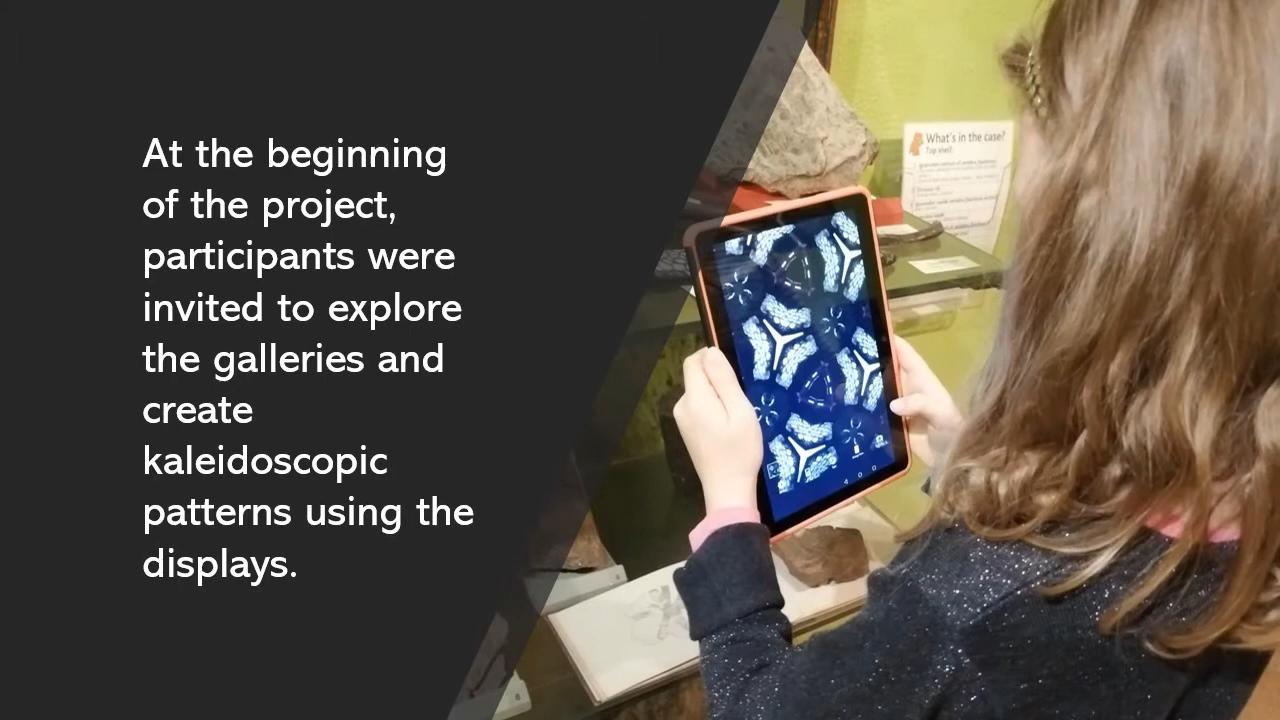 At the beginning
of the project,
participants were
invited to explore
the galleries and
create
kaleidoscopic
patterns using the
displays.
What's in the case?
Top shelf: